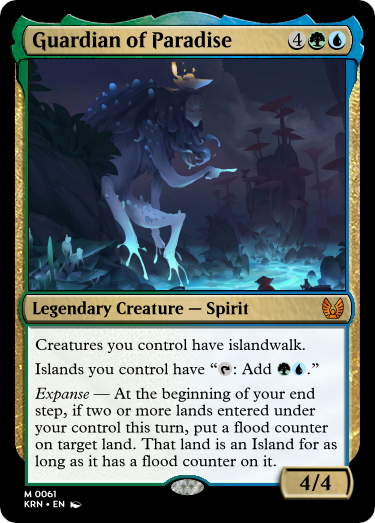 Guardian of Paradise 4
Legendary Creature — Spirit
Creatures you control have islandwalk.
Islands you control have “: Add .”
Expanse — At the beginning of your end
step, if two or more lands entered under
your control this turn, put a flood counter
on target land. That land is an Island for as
long as it has a flood counter on it.
4/4
M 0061
KRN • EN